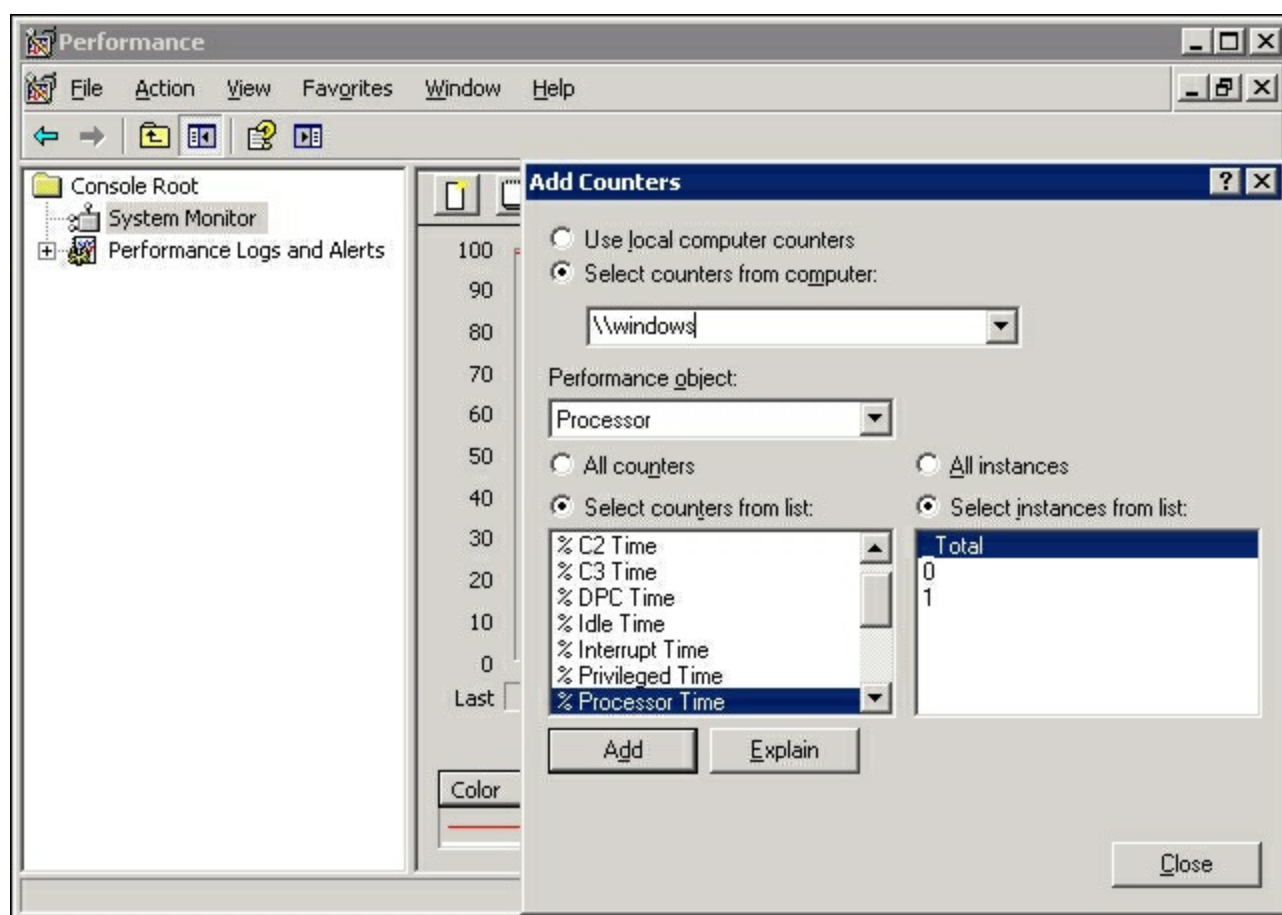 Performance
File Action View Favorites Window Help
Console Root
System Monitor
Performance Logs and Alerts
100
90
80
70
60
50
40
30
20
10
0
Last
Color
Add Counters
Use local computer counters
Select counters from computer:
\\windows
Performance object:
Processor
All counters
All instances
Select counters from list:
Select instances from list:
% C2 Time
% C3 Time
% DPC Time
% Idle Time
% Interrupt Time
% Privileged Time
% Processor Time
_Total
0
1
Add
Explain
Close